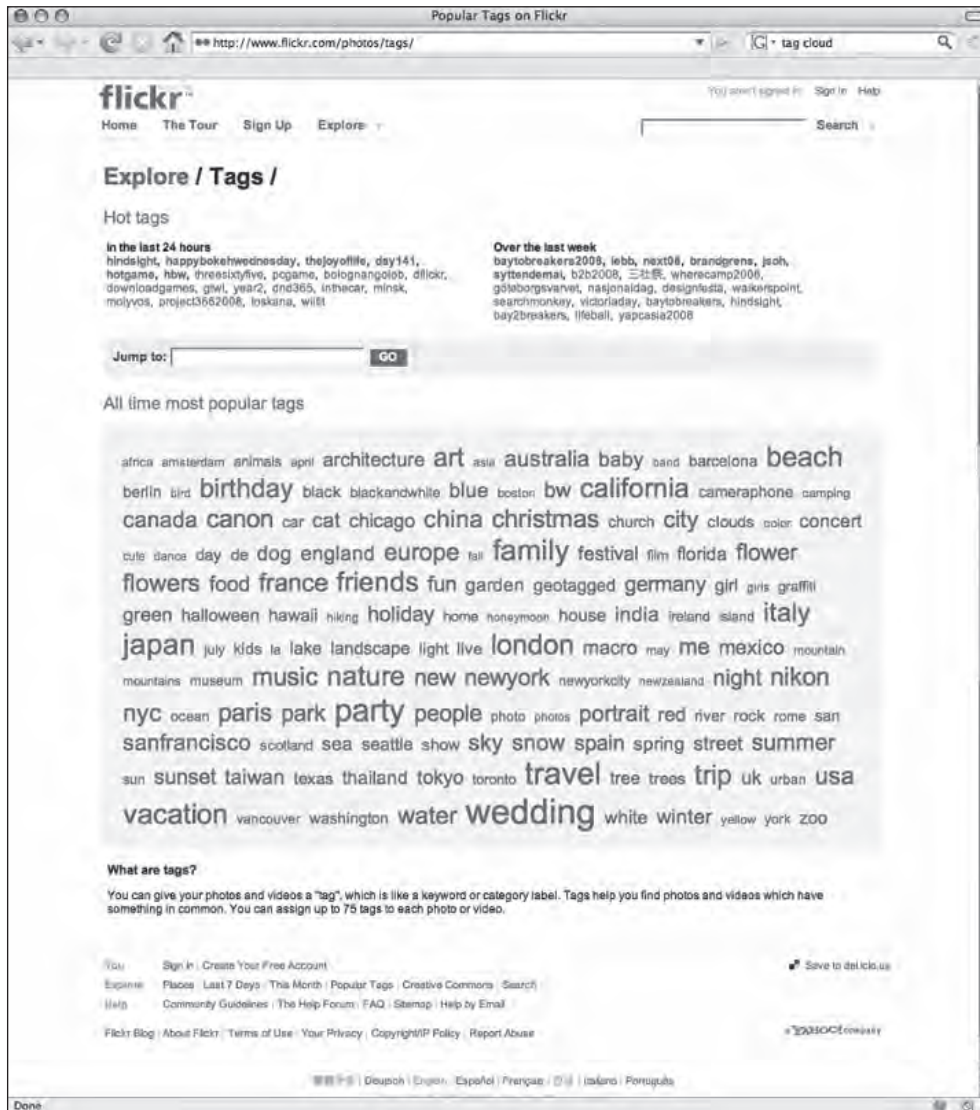 Popular Tags on Flickr
http://www.flickr.com/photos/tags/
tag cloud
flickr
You aren't signed in Sign In Help
Home The Tour Sign Up Explore
Search
Explore / Tags /
Hot tags
In the last 24 hours
hindsight, happybokehwednesday, thejoyoflife, day141,
hotgame, hbw, threesixtyfive, pcgame, bolognangolob, dflickr,
downloadgames, giwl, year2, dnd365, inthecar, minsk,
molyvos, project3662008, loskana,
Over the last week
baytobreakers2008, iebb, next08, brandgrens, jsoh,
syttendemai, b2b2008, 三社祭, wherecamp2008,
goteborgsvarvet, nasjonaldag, designfesta, walkerspoint,
searchmonkey, victoriaday, baytobreakers, hindsight,
bay2breakers, lifeball, yapcasia2008
Jump to: GO
All time most popular tags
africa amsterdam animals april architecture art asia australia baby band barcelona beach
berlin bird birthday black blackandwhite blue boston bw california cameraphone camping
canada canon car cat chicago china christmas church city clouds color concert
cute dance day de dog england europe fall family festival film florida flower
flowers food france friends fun garden geotagged germany girl girls graffiti
green halloween hawaii hiking holiday home honeymoon house india ireland island italy
japan july kids la lake landscape light live london macro may me mexico mountain
mountains museum music nature new newyork newyorkcity newzealand night nikon
nyc ocean paris park party people photo photos portrait red river rock rome san
sanfrancisco scotland sea seattle show sky snow spain spring street summer
sun sunset taiwan texas thailand tokyo toronto travel tree trees trip uk urban usa
vacation vancouver washington water wedding white winter yellow york zoo
What are tags?
You can give your photos and videos a "tag", which is like a keyword or category label. Tags help you find photos and videos which have
something in common. You can assign up to 75 tags to each photo or video.
You Sign in | Create Your Free Account
Explore Places | Last 7 Days | This Month | Popular Tags | Creative Commons | Search
Help Community Guidelines | The Help Forum | FAQ | Sitemap | Help by Email
Save to del.icio.us
Flickr Blog | About Flickr | Terms of Use | Your Privacy | Copyright/IP Policy | Report Abuse
a YAHOO! company
Deutsch | English | Español | Français | 한글 | Italiano | Português
Done